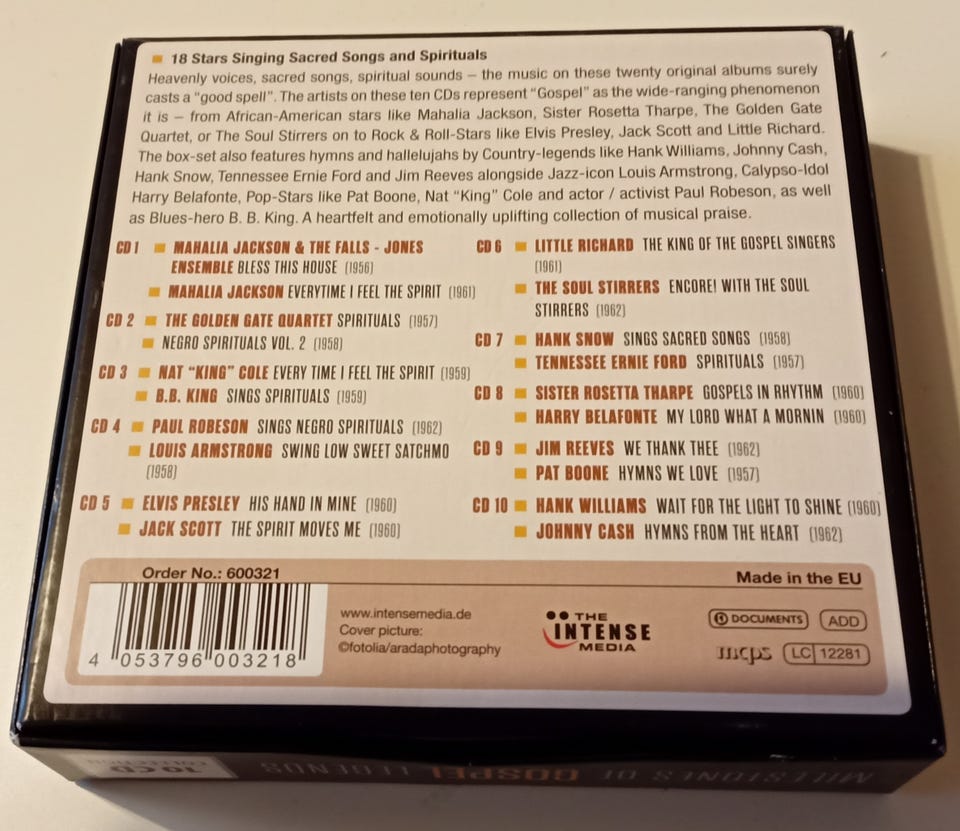 18 Stars Singing Sacred Songs and Spirituals
Heavenly voices, sacred songs, spiritual sounds – the music on these twenty original albums surely
casts a “good spell”. The artists on these ten CDs represent “Gospel” as the wide-ranging phenomenon
it is – from African-American stars like Mahalia Jackson, Sister Rosetta Tharpe, The Golden Gate
Quartet, or The Soul Stirrers on to Rock & Roll-Stars like Elvis Presley, Jack Scott and Little Richard.
The box-set also features hymns and hallelujahs by Country-legends like Hank Williams, Johnny Cash,
Hank Snow, Tennessee Ernie Ford and Jim Reeves alongside Jazz-icon Louis Armstrong, Calypso-Idol
Harry Belafonte, Pop-Stars like Pat Boone, Nat “King” Cole and actor / activist Paul Robeson, as well
as Blues-hero B. B. King. A heartfelt and emotionally uplifting collection of musical praise.
CD 1 MAHALIA JACKSON & THE FALLS - JONES
ENSEMBLE BLESS THIS HOUSE (1956)
MAHALIA JACKSON EVERYTIME I FEEL THE SPIRIT (1961)
CD 2 THE GOLDEN GATE QUARTET SPIRITUALS (1957)
NEGRO SPIRITUALS VOL. 2 (1958)
CD 3 NAT “KING” COLE EVERY TIME I FEEL THE SPIRIT (1959)
B.B. KING SINGS SPIRITUALS (1959)
CD 4 PAUL ROBESON SINGS NEGRO SPIRITUALS (1962)
LOUIS ARMSTRONG SWING LOW SWEET SATCHMO
(1958)
CD 5 ELVIS PRESLEY HIS HAND IN MINE (1960)
JACK SCOTT THE SPIRIT MOVES ME (1960)
CD 6 LITTLE RICHARD THE KING OF THE GOSPEL SINGERS
(1961)
THE SOUL STIRRERS ENCORE! WITH THE SOUL
STIRRERS (1962)
CD 7 HANK SNOW SINGS SACRED SONGS (1958)
TENNESSEE ERNIE FORD SPIRITUALS (1957)
CD 8 SISTER ROSETTA THARPE GOSPELS IN RHYTHM (1960)
HARRY BELAFONTE MY LORD WHAT A MORNIN (1960)
CD 9 JIM REEVES WE THANK THEE (1962)
PAT BOONE HYMNS WE LOVE (1957)
CD 10 HANK WILLIAMS WAIT FOR THE LIGHT TO SHINE (1960)
JOHNNY CASH HYMNS FROM THE HEART (1962)
Order No.: 600321
Made in the EU
4 053796 003218
www.intensemedia.de
Cover picture:
©fotolia/aradaphotography
THE
INTENSE
MEDIA
DOCUMENTS ADD
mcps LC 12281
MILESTONES OF GOSPEL LEGENDS
10 CD
COLLECTION